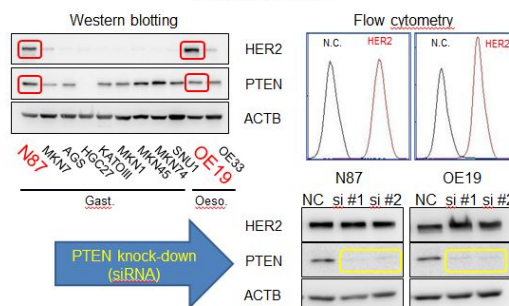 Western blotting
HER2
PTEN
ACTB
N87
MKN7
AGS
HGC27
KATOIII
MKN1
MKN45
MKN74
SNU1
OE19
OE33
Gast.
Oeso.
Flow cytometry
N.C.
HER2
N.C.
HER2
N87
OE19
NC si #1 si #2
NC si #1 si #2
HER2
PTEN
ACTB
PTEN knock-down
(siRNA)